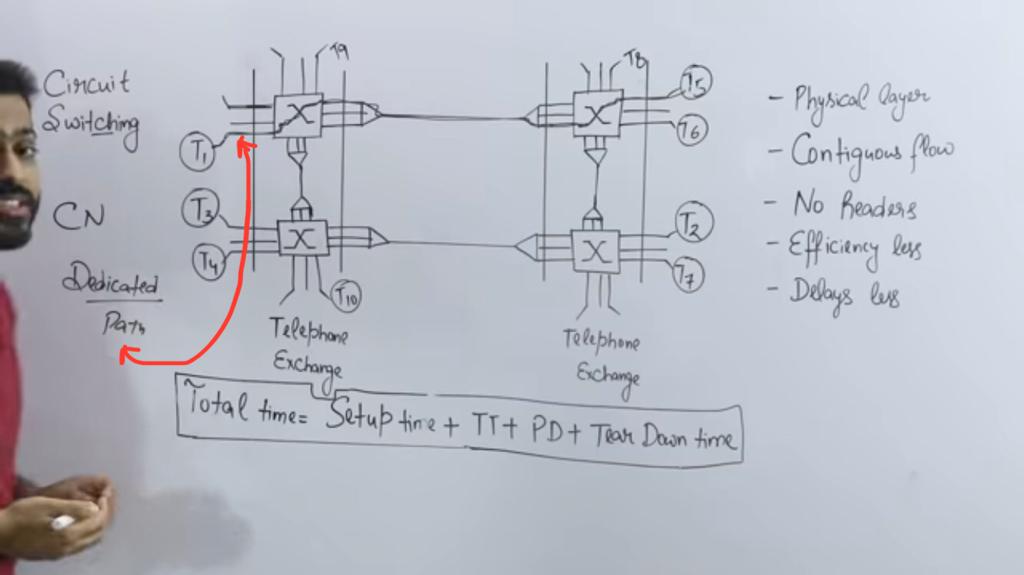 Circuit
Switching
CN
Dedicated
Path
T9
T1
T3
T4
T10
Telephone
Exchange
T8
T5
T6
T2
T7
Telephone
Exchange
- Physical layer
- Contiguous flow
- No Headers
- Efficiency less
- Delays less
Total time = Setup time + TT + PD + Tear Down time